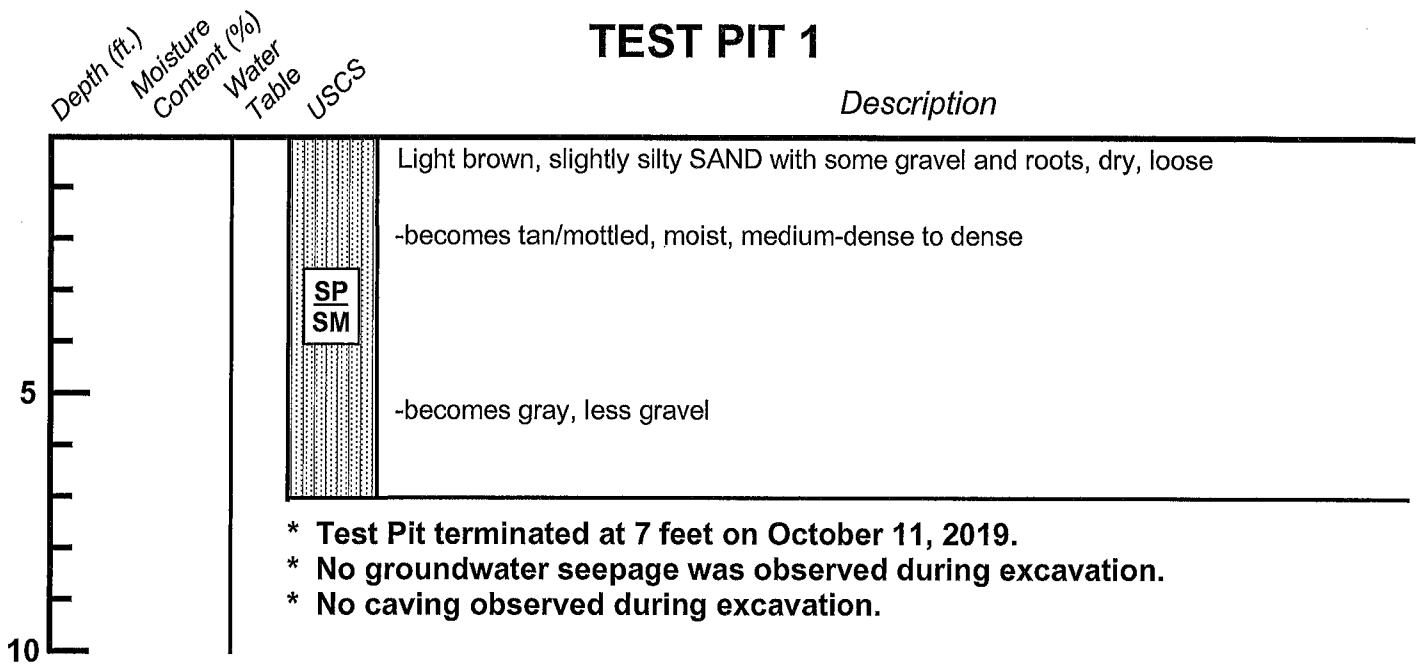 TEST PIT 1
Depth (ft.)
Moisture
Content (%)
Water
Table
USCS
Description
Light brown, slightly silty SAND with some gravel and roots, dry, loose
-becomes tan/mottled, moist, medium-dense to dense
SP
SM
5
-becomes gray, less gravel
* Test Pit terminated at 7 feet on October 11, 2019.
* No groundwater seepage was observed during excavation.
* No caving observed during excavation.
10